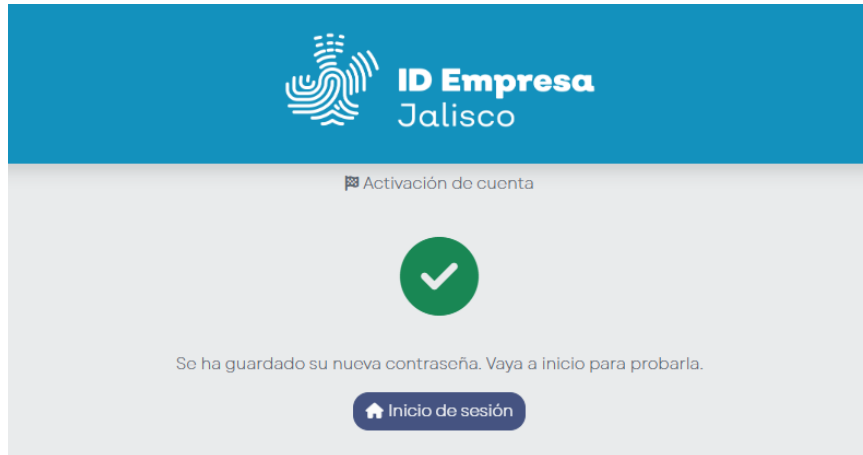 ID Empresa
Jalisco
Activación de cuenta
Se ha guardado su nueva contraseña. Vaya a inicio para probarla.
Inicio de sesión